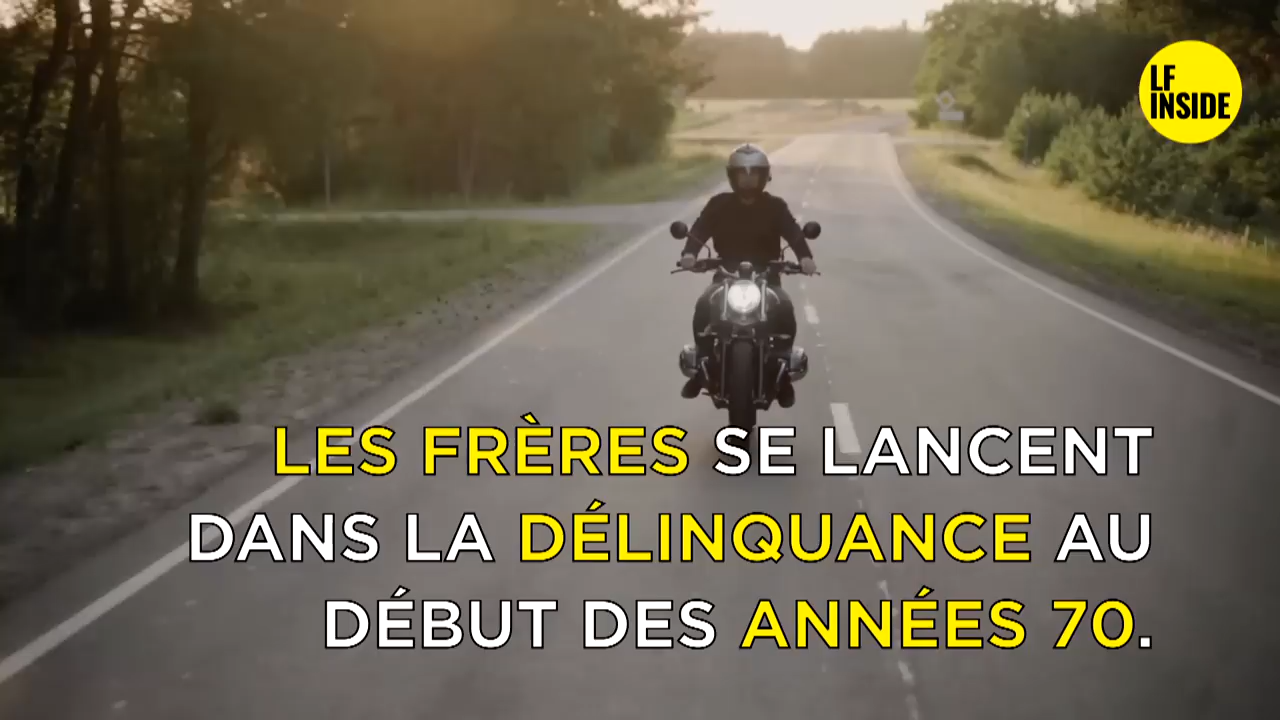 LF
INSIDE
LES FRÈRES SE LANCENT
DANS LA DÉLINQUANCE AU
DÉBUT DES ANNÉES 70.